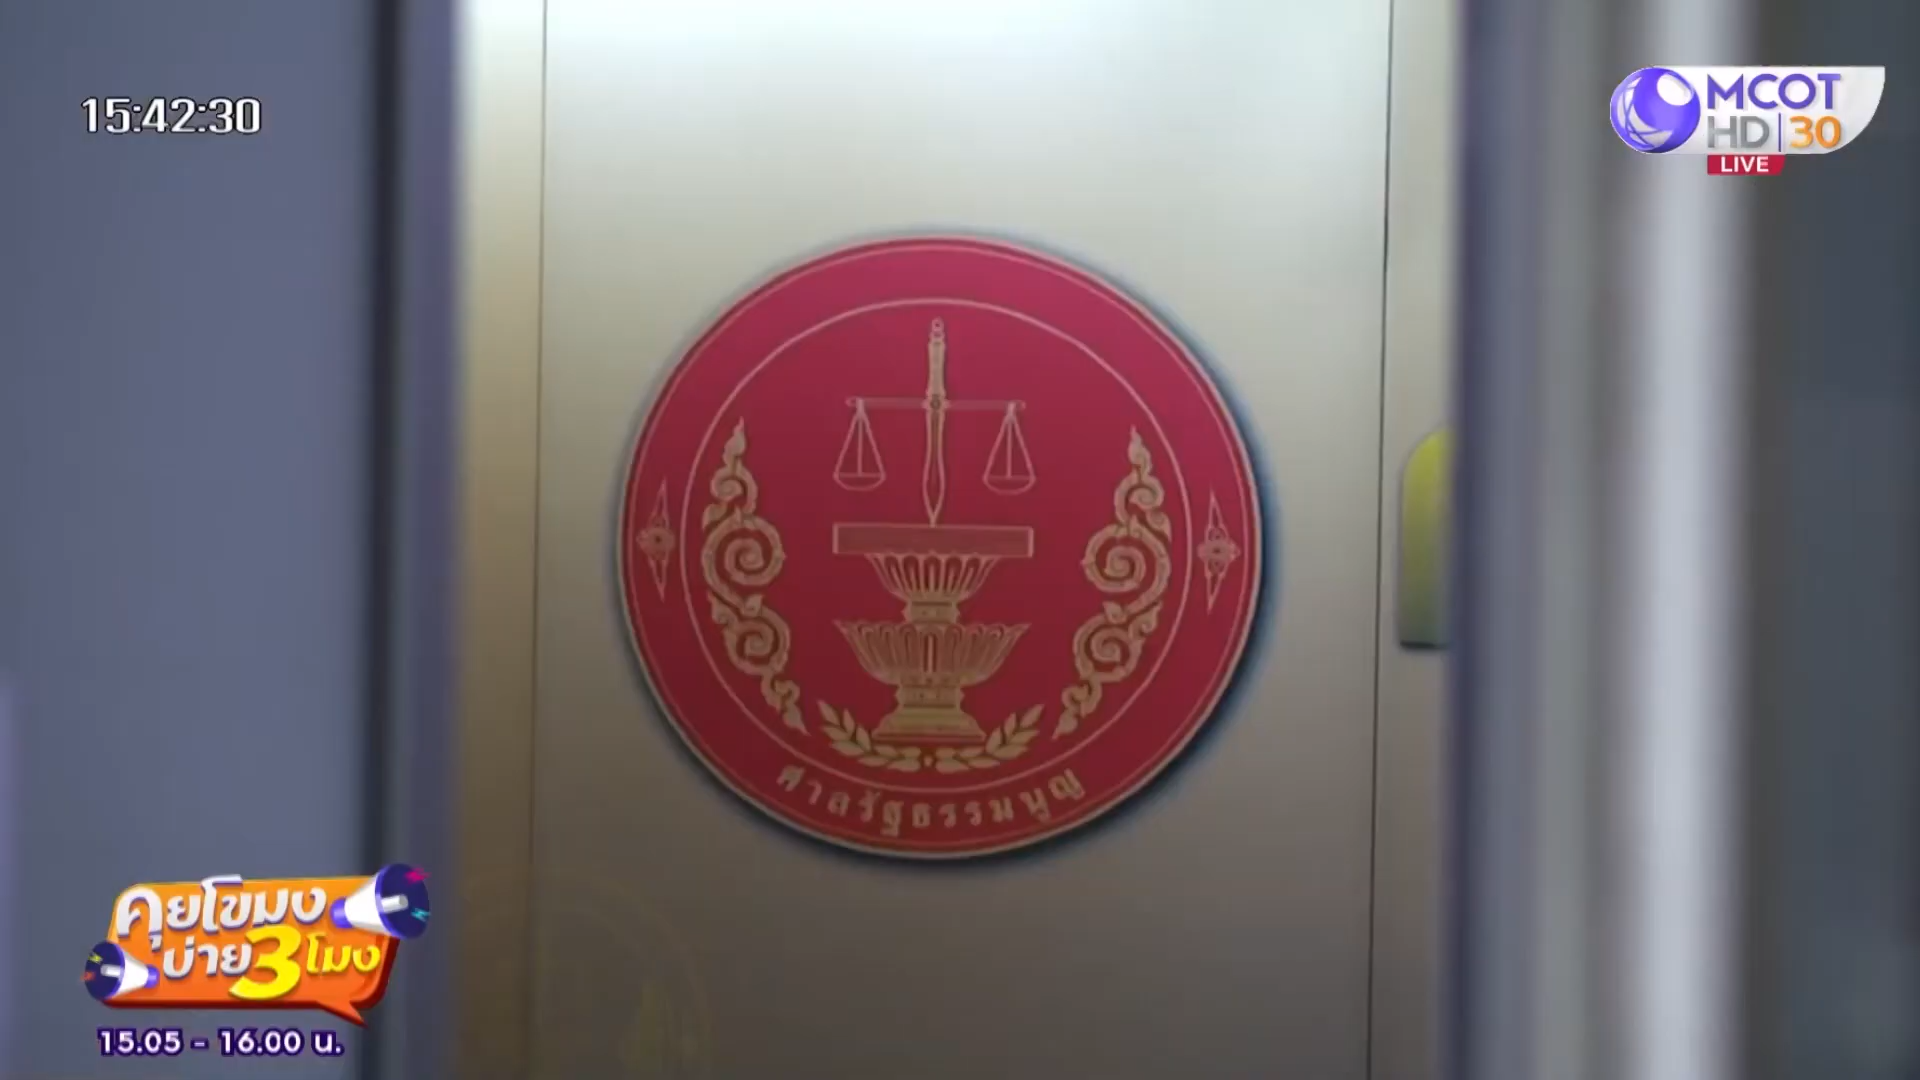 15:42:30
MCOT
HD 30
LIVE
ศาลรัฐธรรมนูญ
คุยโขมง
บ่าย 3 โมง
15.05 - 16.00 น.